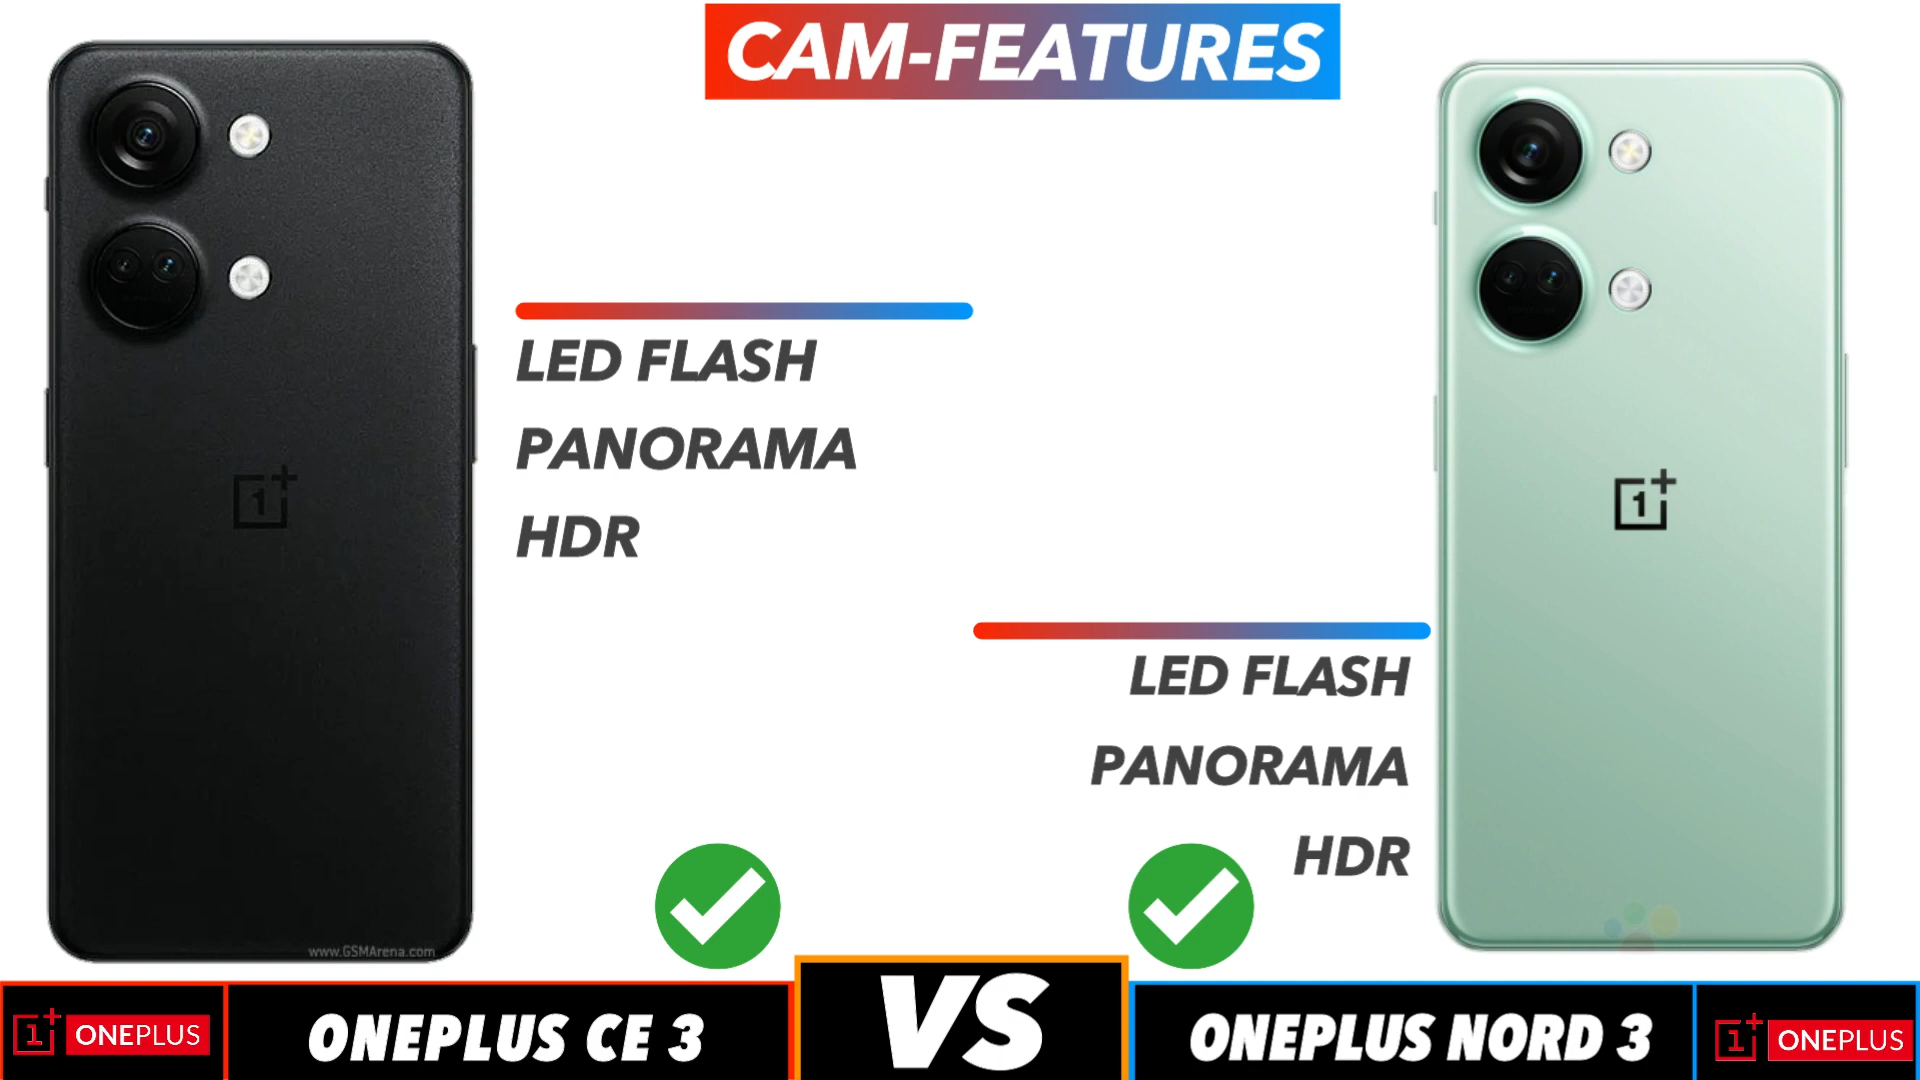 CAM-FEATURES
LED FLASH
PANORAMA
HDR
LED FLASH
PANORAMA
HDR
www.GSMArena.com
ONEPLUS
ONEPLUS CE 3
VS
ONEPLUS NORD 3
ONEPLUS